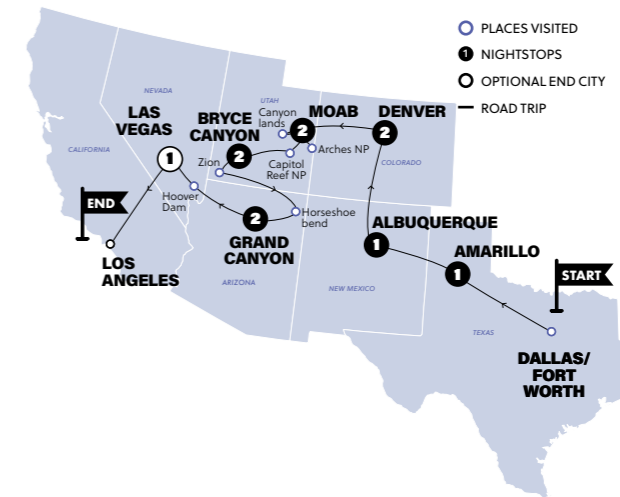 PLACES VISITED
1 NIGHTSTOPS
OPTIONAL END CITY
ROAD TRIP
NEVADA
UTAH
CALIFORNIA
COLORADO
ARIZONA
NEW MEXICO
TEXAS
LAS
VEGAS
1
BRYCE
CANYON
2
Canyon
lands
MOAB
2
DENVER
2
Arches NP
Capitol
Reef NP
Zion
Hoover
Dam
Horseshoe
bend
2
GRAND
CANYON
ALBUQUERQUE
1
AMARILLO
1
START
DALLAS/
FORT
WORTH
END
LOS
ANGELES